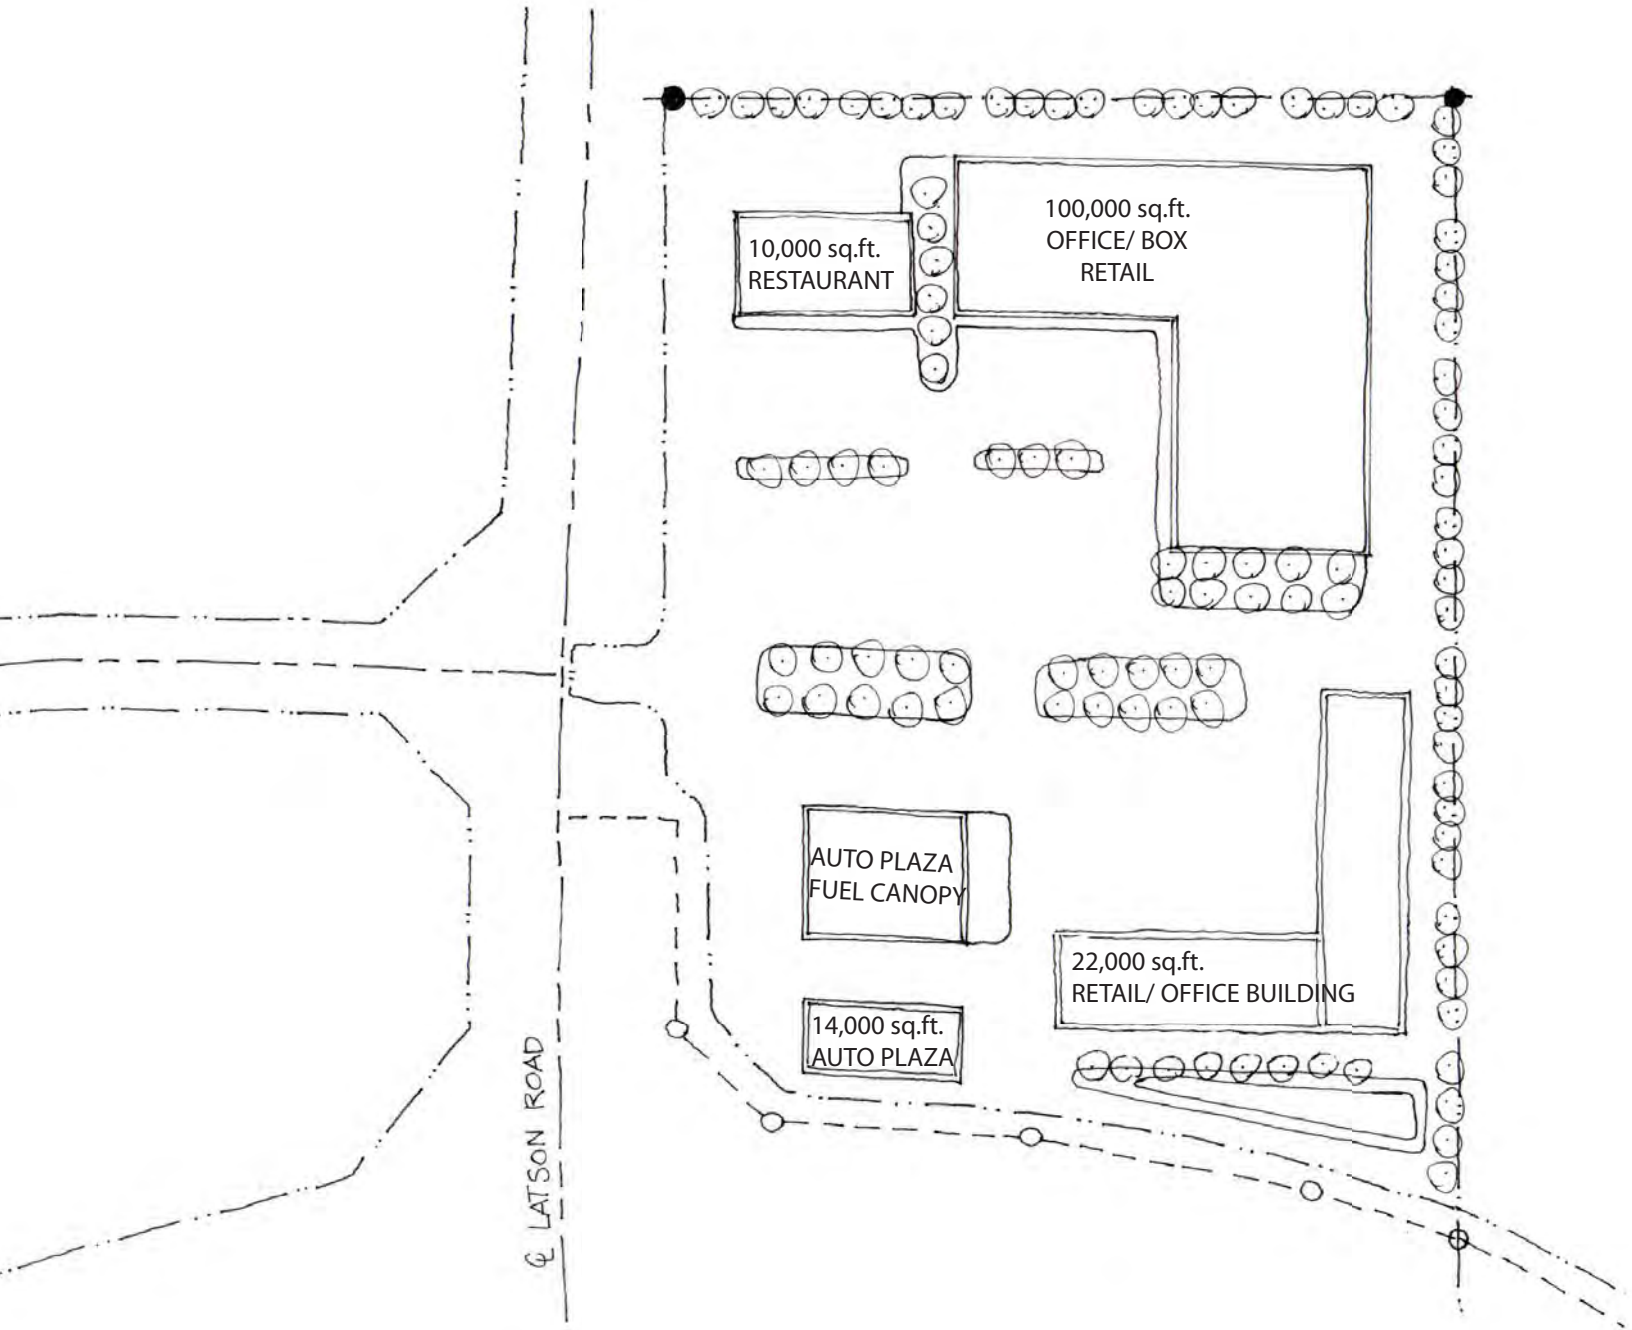 100,000 sq.ft.
OFFICE/ BOX
RETAIL
10,000 sq.ft.
RESTAURANT
AUTO PLAZA
FUEL CANOPY
22,000 sq.ft.
RETAIL/ OFFICE BUILDING
14,000 sq.ft.
AUTO PLAZA
℄ LATSON ROAD